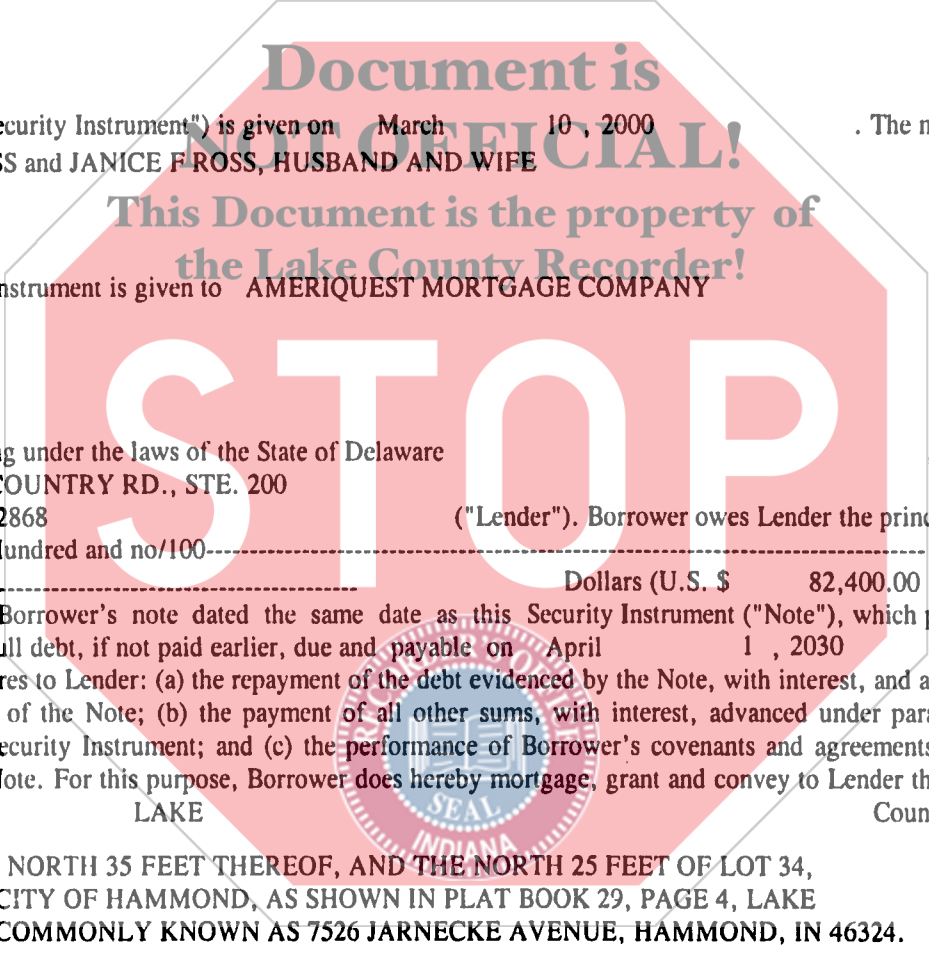 Document is
ecurity Instrument") is given on March 10 , 2000 . The m
NOT OFFICIAL!
SS and JANICE F ROSS, HUSBAND AND WIFE
This Document is the property of
the Lake County Recorder!
nstrument is given to AMERIQUEST MORTGAGE COMPANY
STOP
g under the laws of the State of Delaware
COUNTRY RD., STE. 200
2868 ("Lender"). Borrower owes Lender the princ
Hundred and no/100------------------------------------------------------------
---------------------------------------- Dollars (U.S. $ 82,400.00
Borrower's note dated the same date as this Security Instrument ("Note"), which p
ull debt, if not paid earlier, due and payable on April 1 , 2030
res to Lender: (a) the repayment of the debt evidenced by the Note, with interest, and a
of the Note; (b) the payment of all other sums, with interest, advanced under para
ecurity Instrument; and (c) the performance of Borrower's covenants and agreements
Note. For this purpose, Borrower does hereby mortgage, grant and convey to Lender th
RECORDER'S OFFICE
SEAL
INDIANA
LAKE Coun
NORTH 35 FEET THEREOF, AND THE NORTH 25 FEET OF LOT 34,
CITY OF HAMMOND, AS SHOWN IN PLAT BOOK 29, PAGE 4, LAKE
COMMONLY KNOWN AS 7526 JARNECKE AVENUE, HAMMOND, IN 46324.